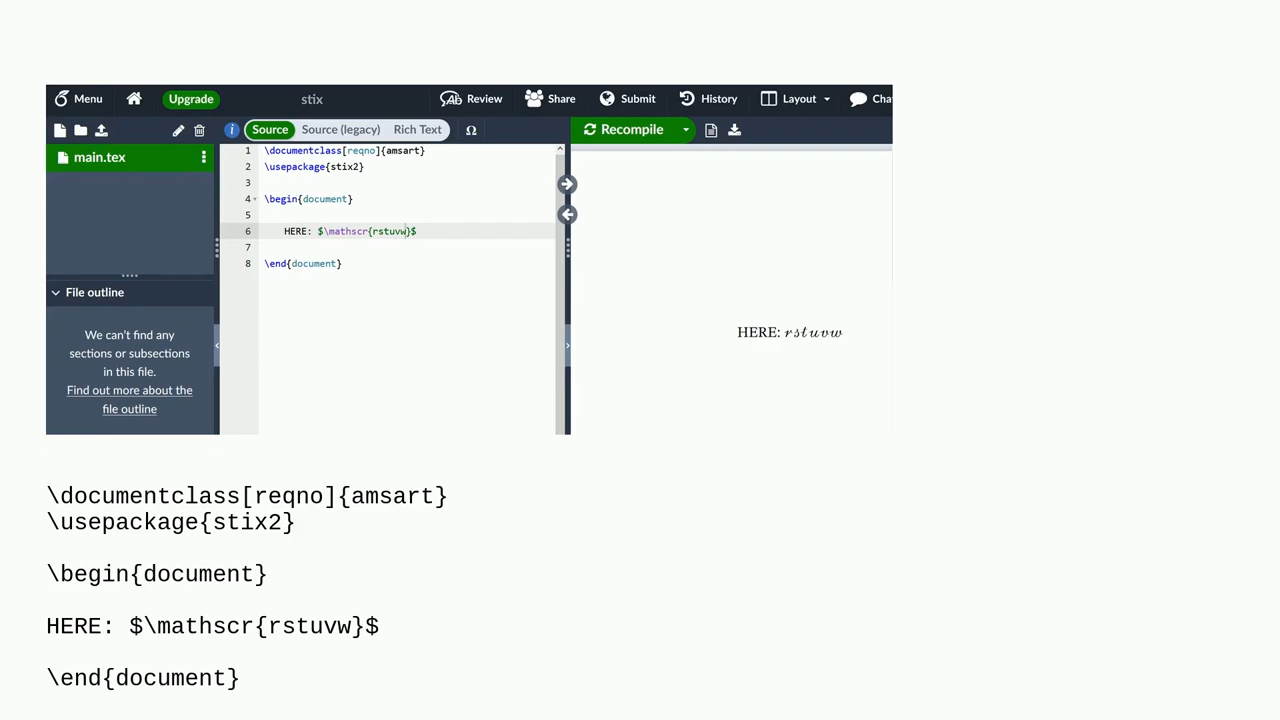 Menu Upgrade stix Review Share Submit History Layout Cha
Source Source (legacy) Rich Text Ω Recompile
main.tex
1 \documentclass[reqno]{amsart}
2 \usepackage{stix2}
3
4 \begin{document}
5
6 HERE: $\mathscr{rstuvw}$
7
8 \end{document}
File outline
We can't find any
sections or subsections
in this file.
Find out more about the
file outline
HERE: rstuvw
\documentclass[reqno]{amsart}
\usepackage{stix2}
\begin{document}
HERE: $\mathscr{rstuvw}$
\end{document}